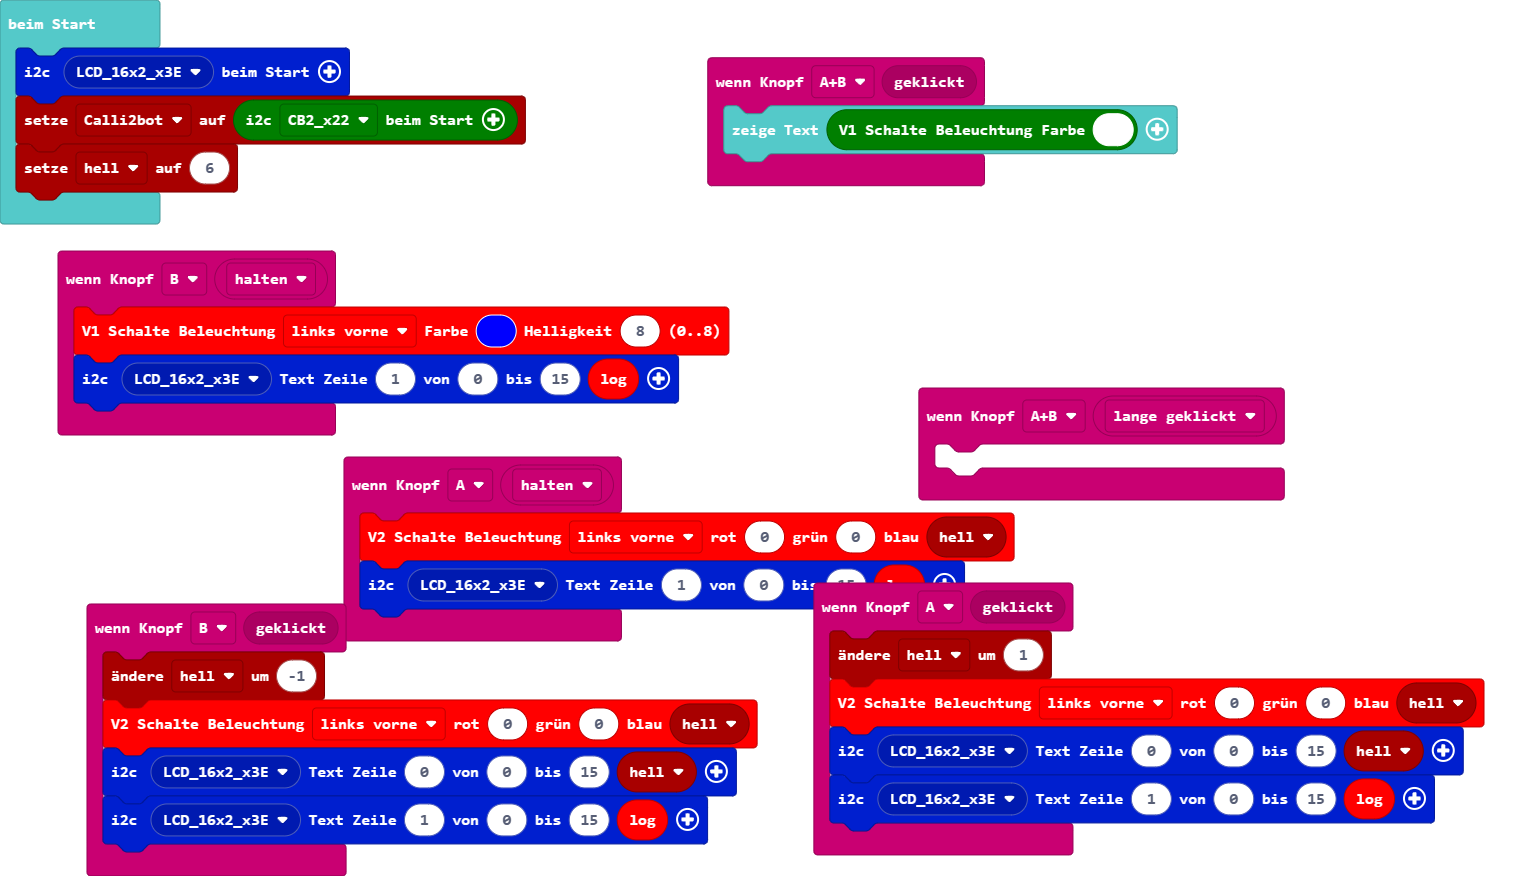 beim Start
i2c LCD_16x2_x3E beim Start
setze Calli2bot auf i2c CB2_x22 beim Start
setze hell auf 6
wenn Knopf A+B geklickt
zeige Text V1 Schalte Beleuchtung Farbe
wenn Knopf B halten
V1 Schalte Beleuchtung links vorne Farbe Helligkeit 8 (0..8)
i2c LCD_16x2_x3E Text Zeile 1 von 0 bis 15 log
wenn Knopf A+B lange geklickt
wenn Knopf A halten
V2 Schalte Beleuchtung links vorne rot 0 grün 0 blau hell
i2c LCD_16x2_x3E Text Zeile 1 von 0 bis
wenn Knopf B geklickt
ändere hell um -1
V2 Schalte Beleuchtung links vorne rot 0 grün 0 blau hell
i2c LCD_16x2_x3E Text Zeile 0 von 0 bis 15 hell
i2c LCD_16x2_x3E Text Zeile 1 von 0 bis 15 log
wenn Knopf A geklickt
ändere hell um 1
V2 Schalte Beleuchtung links vorne rot 0 grün 0 blau hell
i2c LCD_16x2_x3E Text Zeile 0 von 0 bis 15 hell
i2c LCD_16x2_x3E Text Zeile 1 von 0 bis 15 log